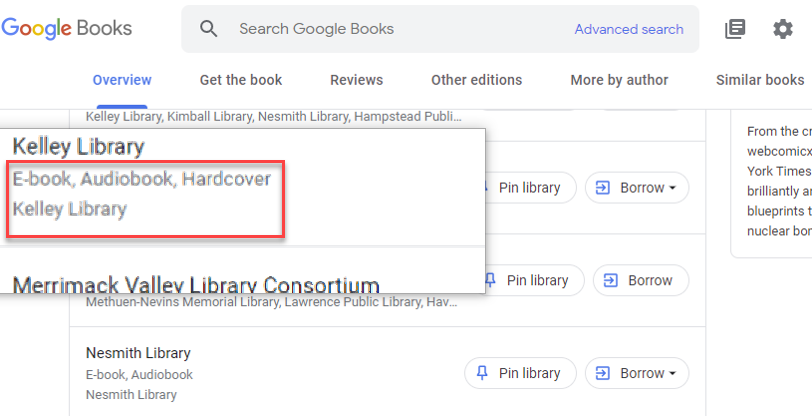 Google Books
Search Google Books
Advanced search
Overview
Get the book
Reviews
Other editions
More by author
Similar books
Kelley Library, Kimball Library, Nesmith Library, Hampstead Publi...
Kelley Library
E-book, Audiobook, Hardcover
Kelley Library
Pin library
Borrow
Merrimack Valley Library Consortium
Pin library
Borrow
Methuen-Nevins Memorial Library, Lawrence Public Library, Hav...
Nesmith Library
E-book, Audiobook
Nesmith Library
Pin library
Borrow
From the cr
webcomicx
York Times
brilliantly ar
blueprints t
nuclear bor